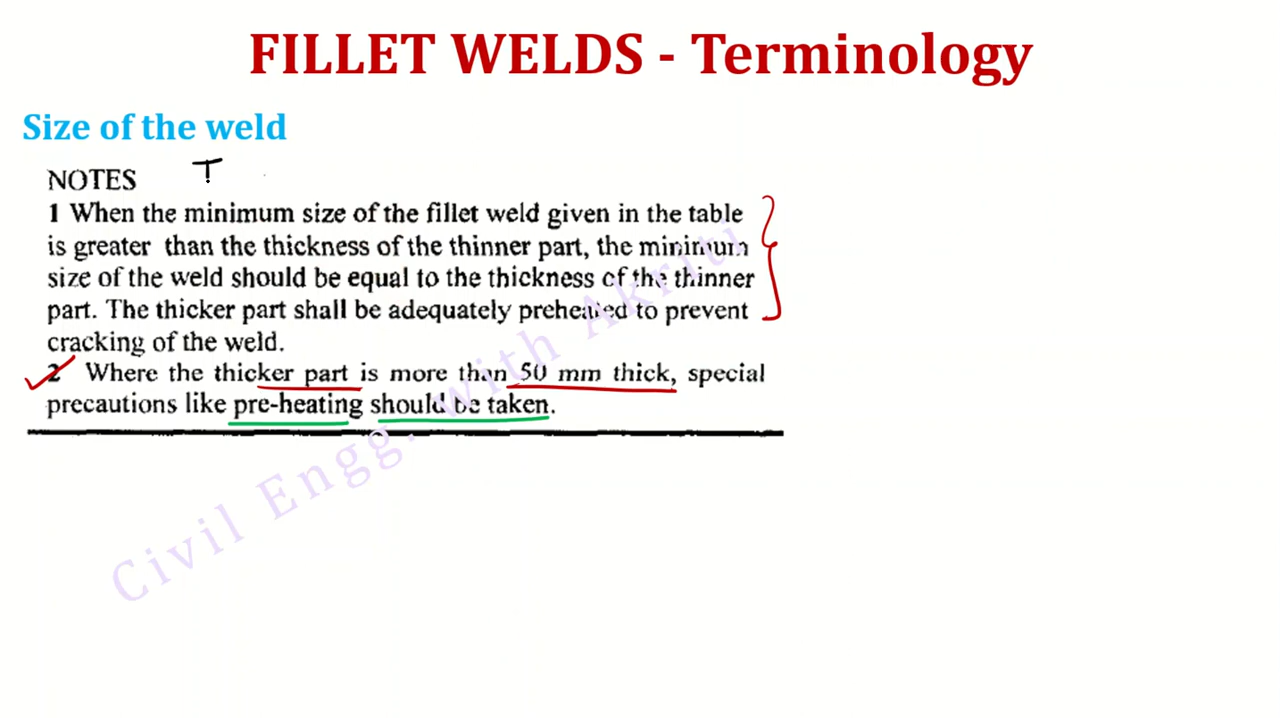 FILLET WELDS - Terminology
Size of the weld
NOTES T
1 When the minimum size of the fillet weld given in the table
is greater than the thickness of the thinner part, the minimum
size of the weld should be equal to the thickness of the thinner
part. The thicker part shall be adequately preheated to prevent
cracking of the weld.
2 Where the thicker part is more than 50 mm thick, special
precautions like pre-heating should be taken.
Civil Engg. with Akriti